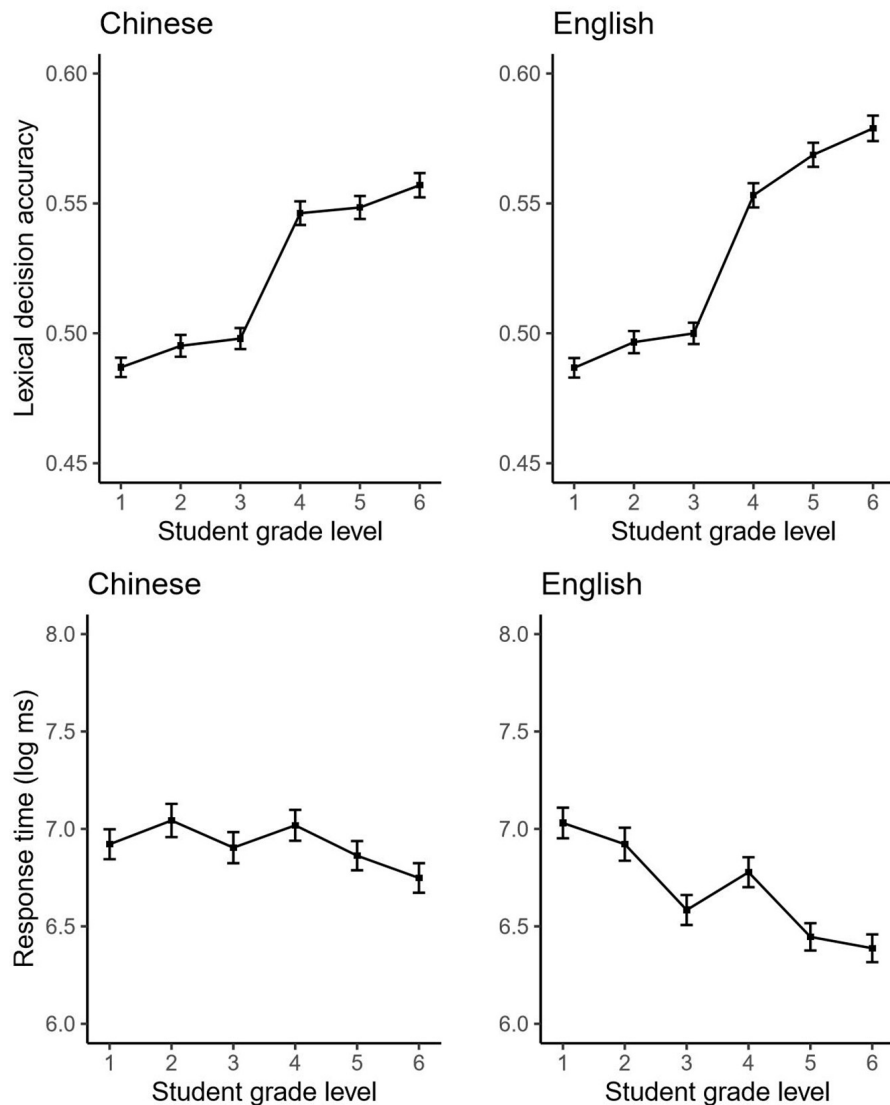 Chinese
English
Lexical decision accuracy
0.60
0.55
0.50
0.45
1 2 3 4 5 6
Student grade level
0.60
0.55
0.50
0.45
1 2 3 4 5 6
Student grade level
Chinese
English
Response time (log ms)
8.0
7.5
7.0
6.5
6.0
1 2 3 4 5 6
Student grade level
8.0
7.5
7.0
6.5
6.0
1 2 3 4 5 6
Student grade level